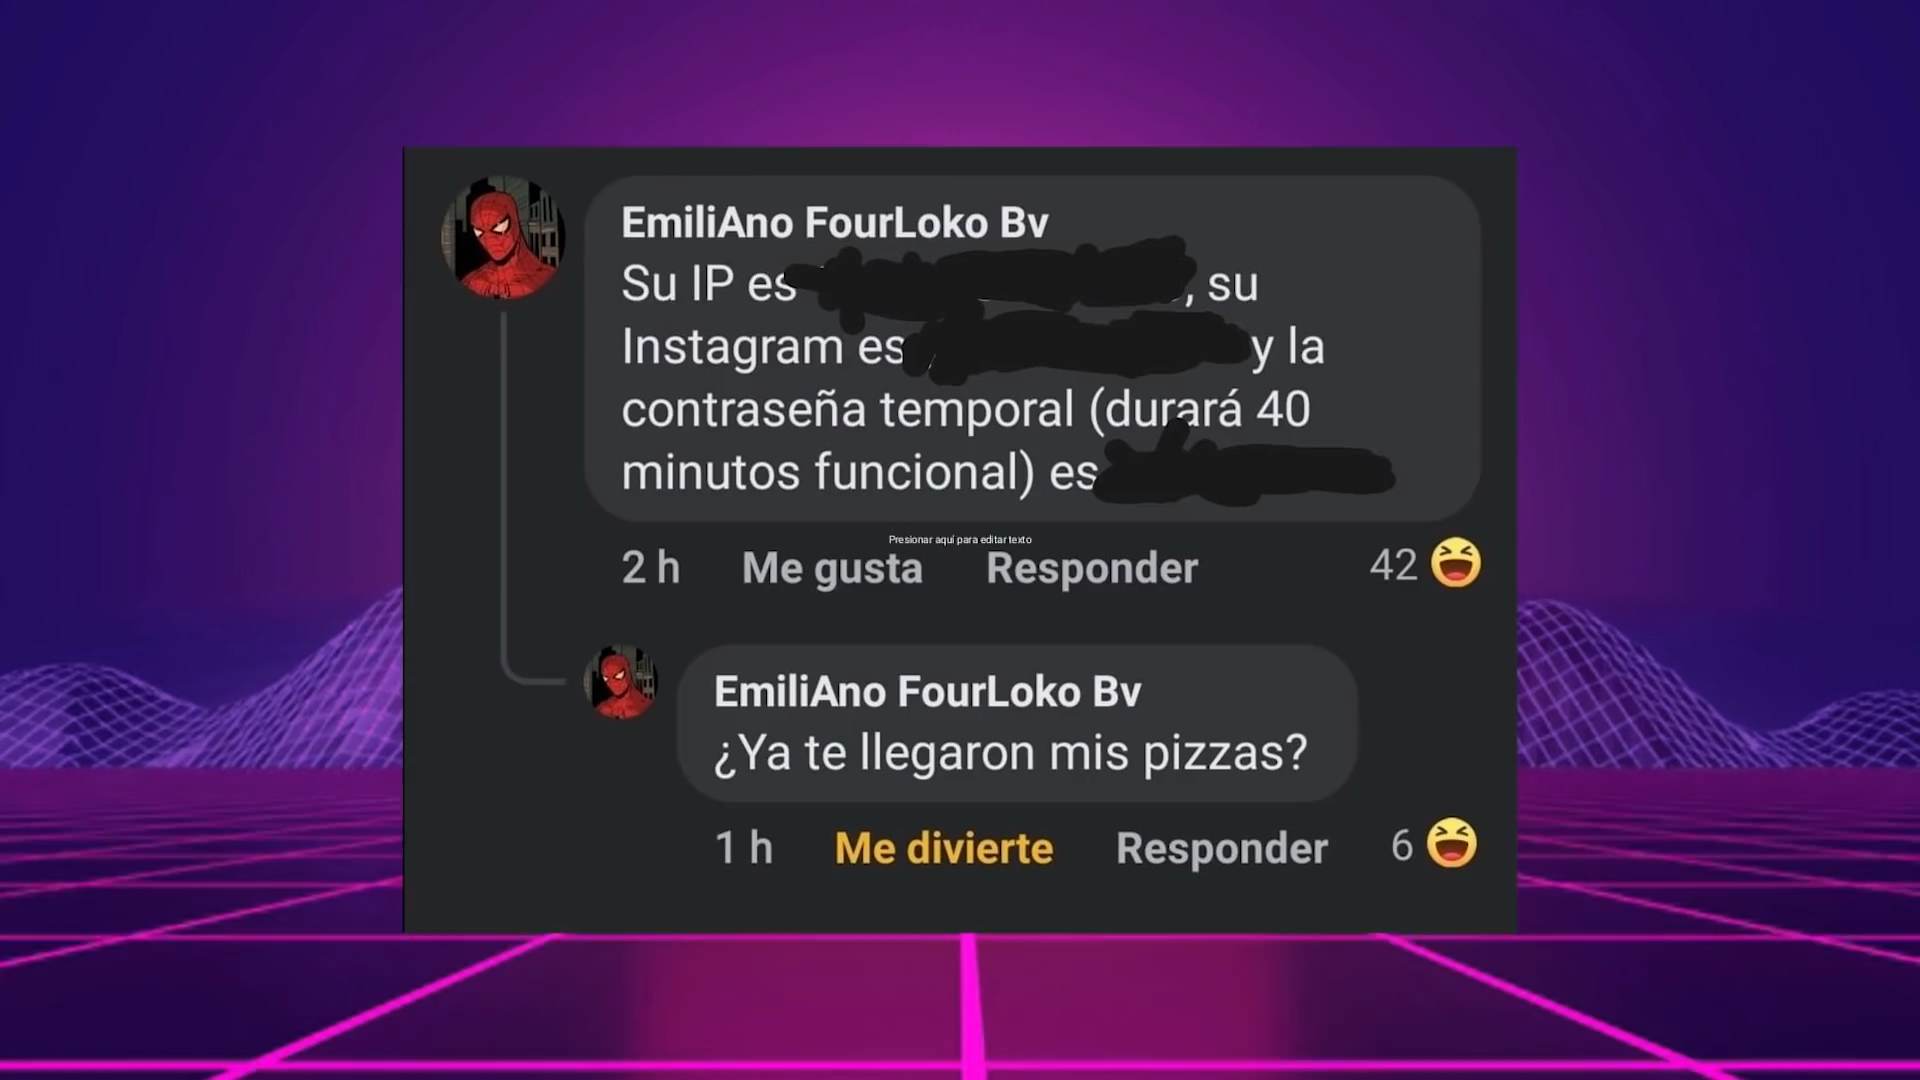 EmiliAno FourLoko Bv
Su IP es , su
Instagram es y la
contraseña temporal (durará 40
minutos funcional) es
Presionar aquí para editar texto
2 h Me gusta Responder 42
EmiliAno FourLoko Bv
¿Ya te llegaron mis pizzas?
1 h Me divierte Responder 6